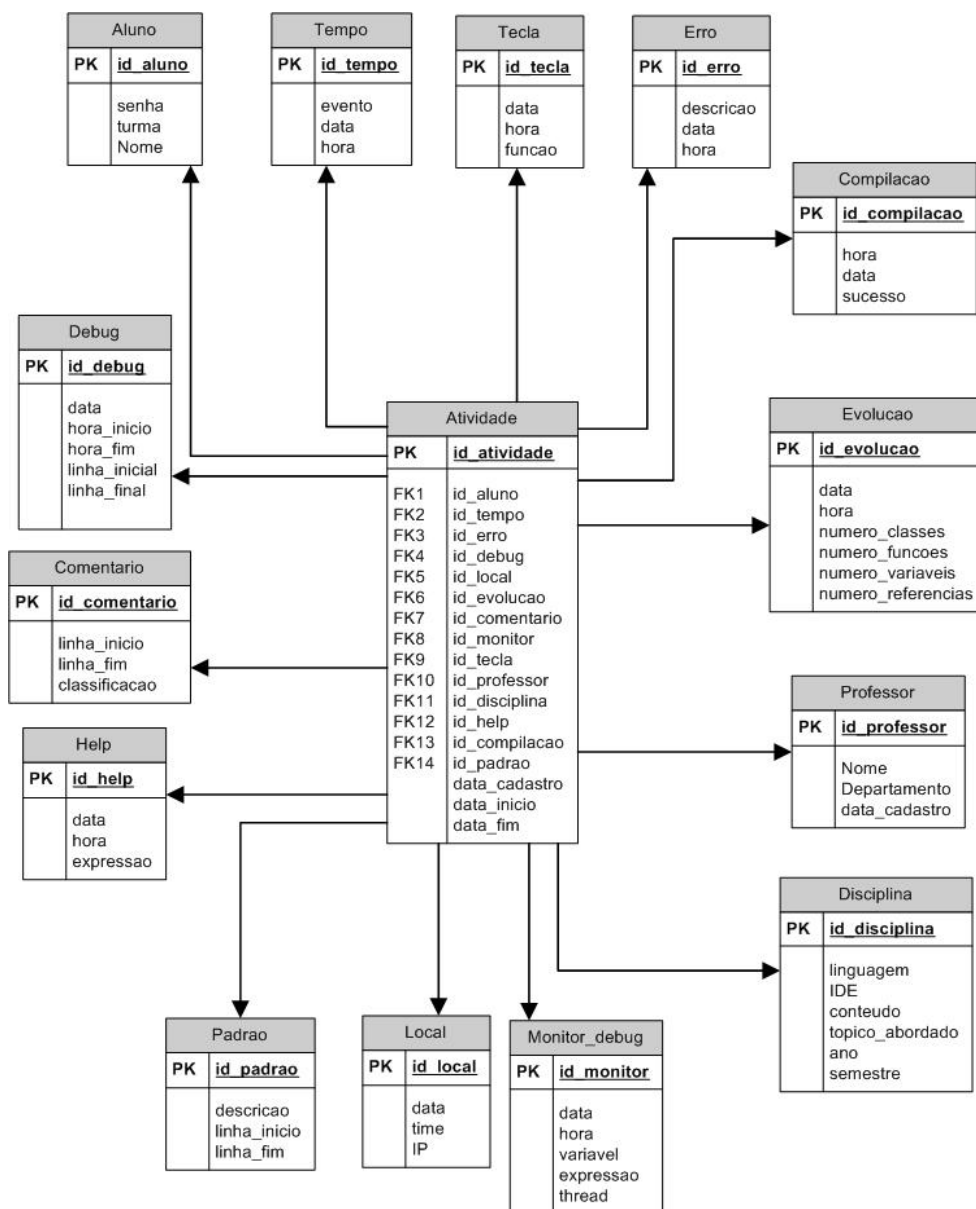 Aluno
PK id_aluno
senha
turma
Nome
Tempo
PK id_tempo
evento
data
hora
Tecla
PK id_tecla
data
hora
funcao
Erro
PK id_erro
descricao
data
hora
Compilacao
PK id_compilacao
hora
data
sucesso
Debug
PK id_debug
data
hora_inicio
hora_fim
linha_inicial
linha_final
Atividade
PK id_atividade
FK1 id_aluno
FK2 id_tempo
FK3 id_erro
FK4 id_debug
FK5 id_local
FK6 id_evolucao
FK7 id_comentario
FK8 id_monitor
FK9 id_tecla
FK10 id_professor
FK11 id_disciplina
FK12 id_help
FK13 id_compilacao
FK14 id_padrao
data_cadastro
data_inicio
data_fim
Evolucao
PK id_evolucao
data
hora
numero_classes
numero_funcoes
numero_variaveis
numero_referencias
Comentario
PK id_comentario
linha_inicio
linha_fim
classificacao
Professor
PK id_professor
Nome
Departamento
data_cadastro
Help
PK id_help
data
hora
expressao
Disciplina
PK id_disciplina
linguagem
IDE
conteudo
topico_abordado
ano
semestre
Padrao
PK id_padrao
descricao
linha_inicio
linha_fim
Local
PK id_local
data
time
IP
Monitor_debug
PK id_monitor
data
hora
variavel
expressao
thread